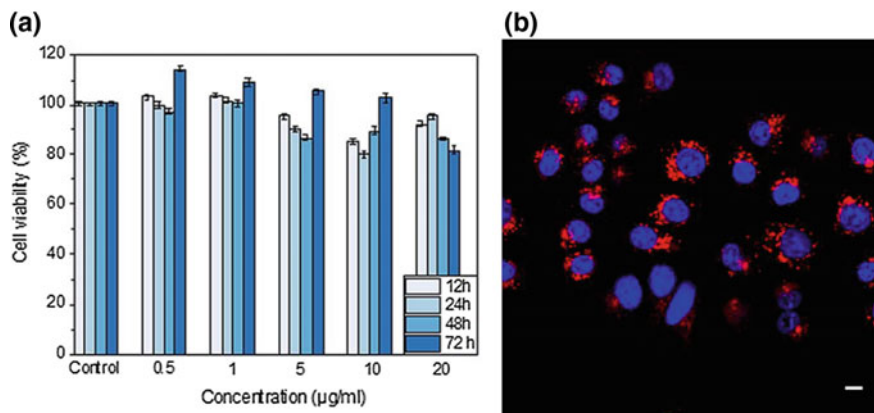 (a)
120
100
80
60
40
20
0
Cell viability (%)
12h
24h
48h
72 h
Control 0.5 1 5 10 20
Concentration (µg/ml)
(b)